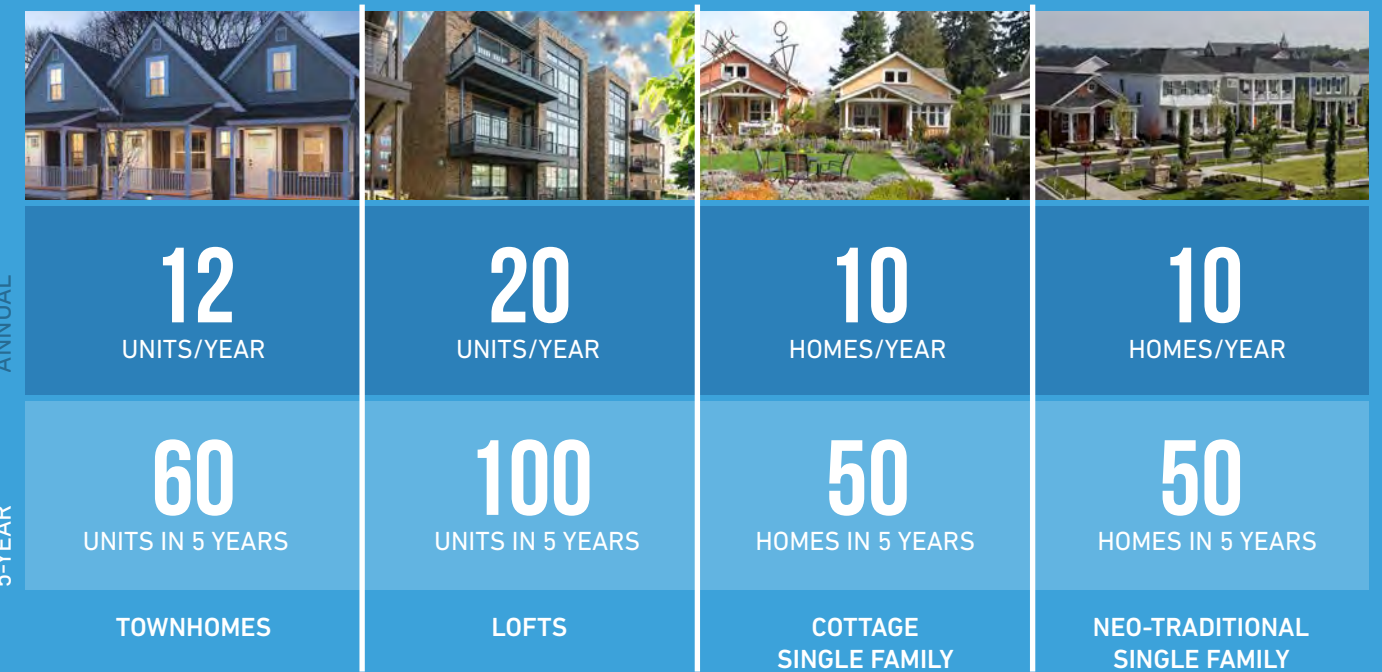 ANNUAL
12
UNITS/YEAR
20
UNITS/YEAR
10
HOMES/YEAR
10
HOMES/YEAR
5-YEAR
60
UNITS IN 5 YEARS
100
UNITS IN 5 YEARS
50
HOMES IN 5 YEARS
50
HOMES IN 5 YEARS
TOWNHOMES
LOFTS
COTTAGE
SINGLE FAMILY
NEO-TRADITIONAL
SINGLE FAMILY